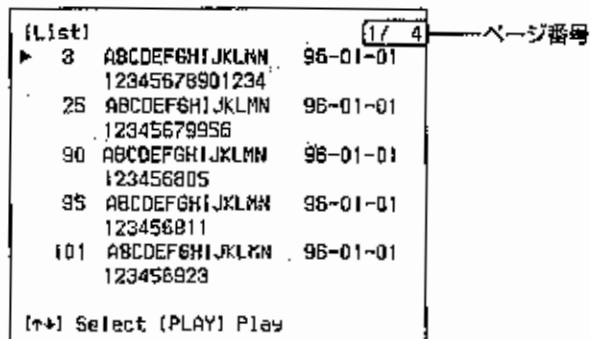 [List] 1/ 4 ページ番号
▶ 3 ABCDEFGHIJKLMN 96-01-01
12345678901234
25 ABCDEFGHIJKLMN 96-01-01
12345679956
90 ABCDEFGHIJKLMN 96-01-01
123456805
95 ABCDEFGHIJKLMN 96-01-01
123456811
101 ABCDEFGHIJKLMN 96-01-01
123456923
[↑↓] Select [PLAY] Play